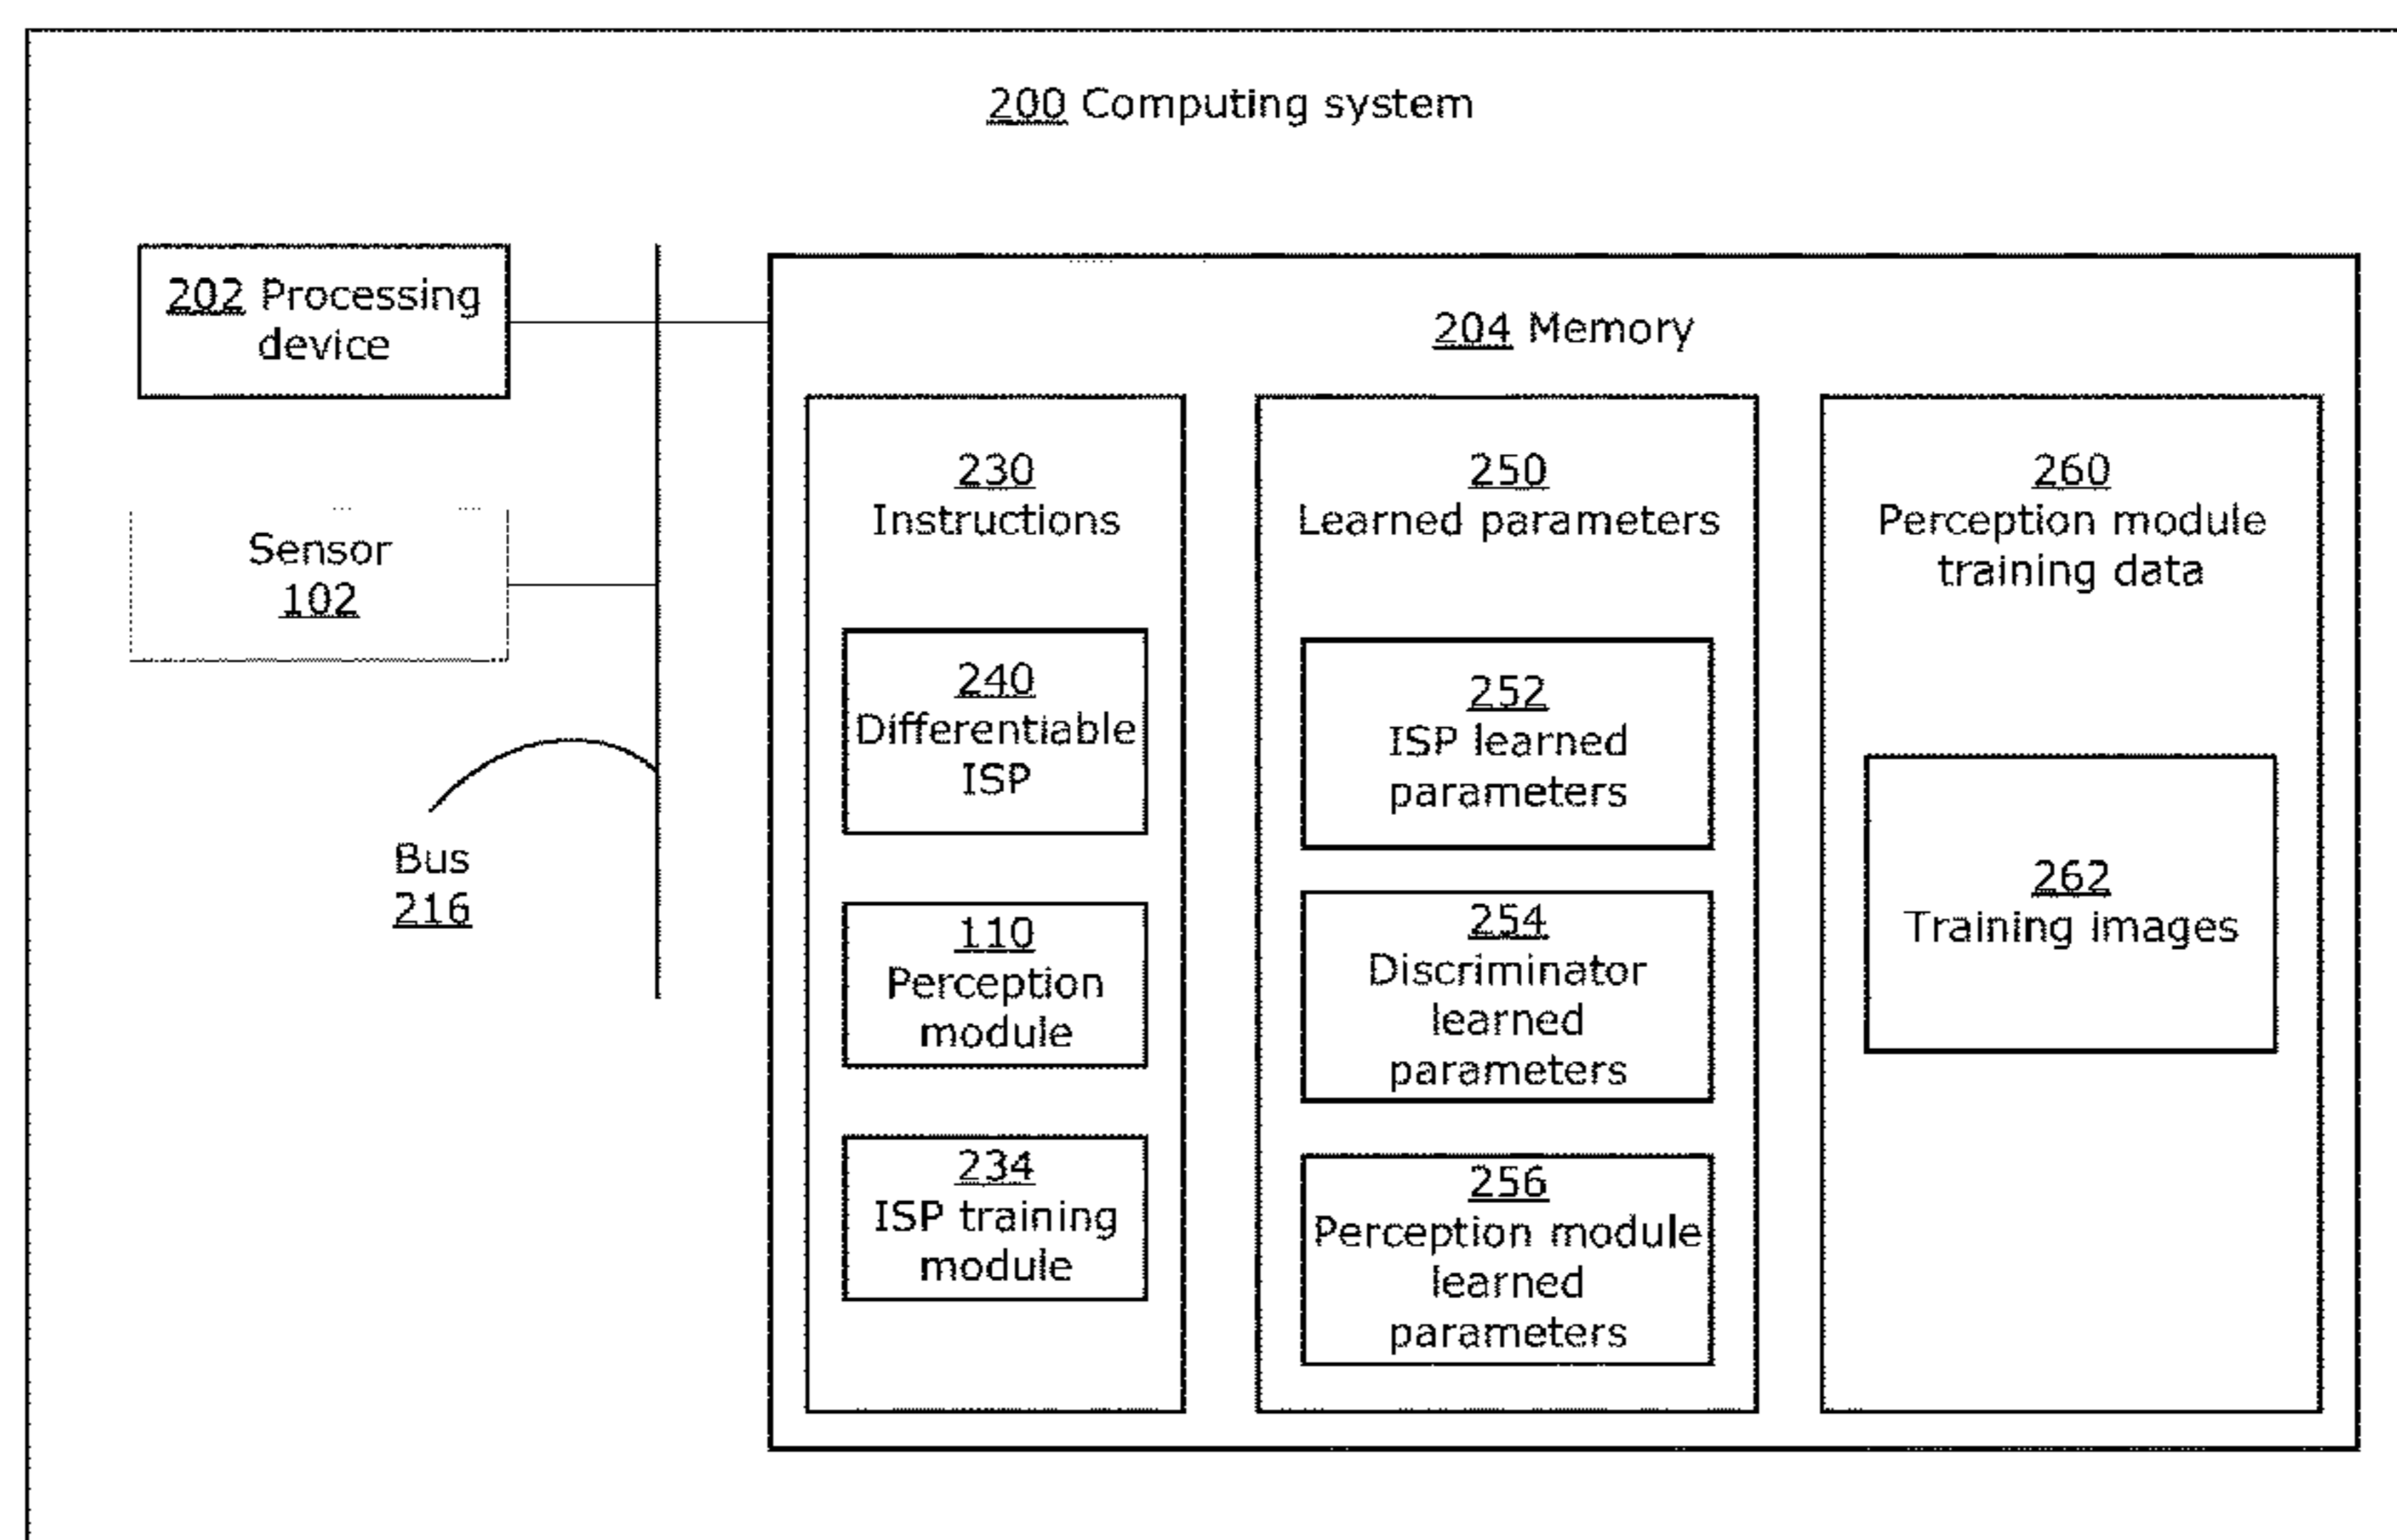 200 Computing system
202 Processing
device
Sensor
102
Bus
216
204 Memory
230
Instructions
240
Differentiable
ISP
110
Perception
module
234
ISP training
module
250
Learned parameters
252
ISP learned
parameters
254
Discriminator
learned
parameters
256
Perception module
learned
parameters
260
Perception module
training data
262
Training images